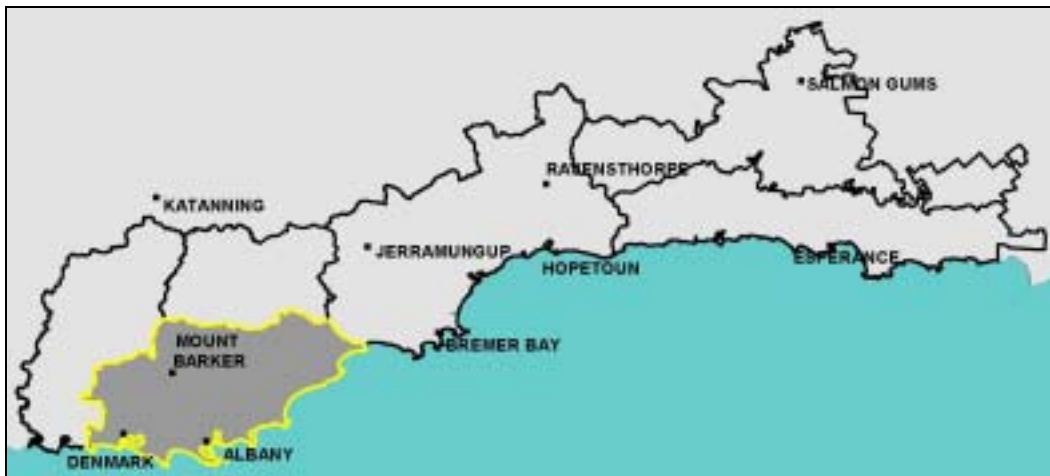 SALMON GUMS
RAVENSTHORPE
KATANNING
JERRAMUNGUP
HOPETOUN
ESPERANCE
MOUNT
BARKER
BREMER BAY
DENMARK
ALBANY